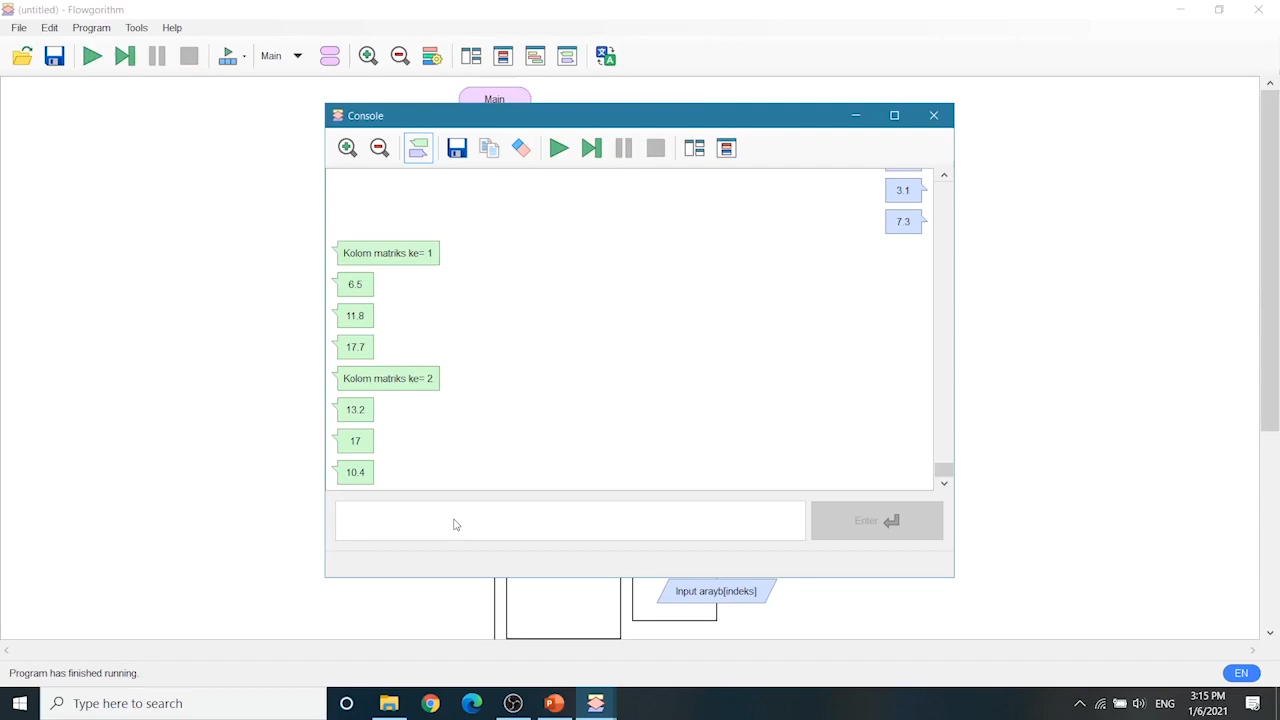 (untitled) - Flowgorithm
File Edit Program Tools Help
Main
Main
Console
3.1
7.3
Kolom matriks ke= 1
6.5
11.8
17.7
Kolom matriks ke= 2
13.2
17
10.4
Enter
Input arayb[indeks]
Program has finished running.
EN
Type here to search
ENG
3:15 PM
1/6/2021